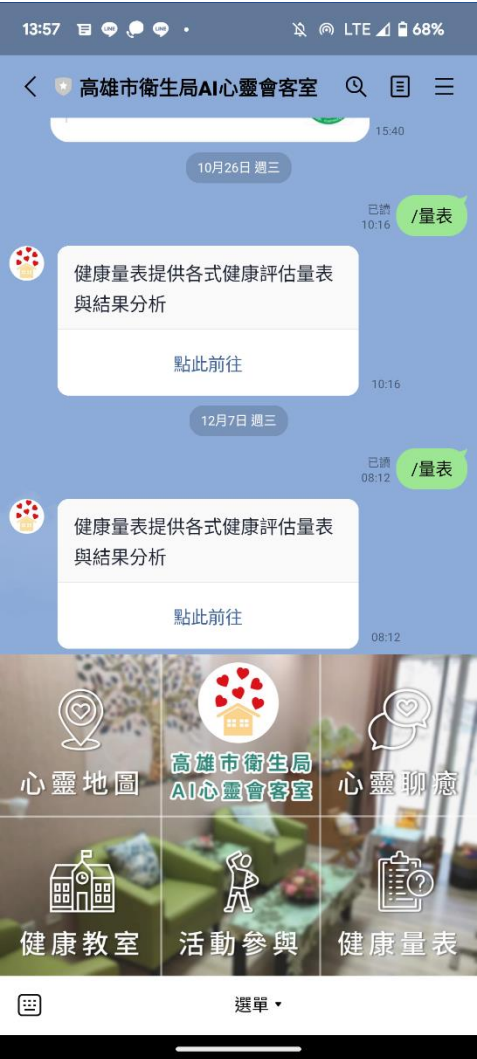 13:57 LTE 68%
高雄市衛生局AI心靈會客室
15:40
10月26日 週三
已讀
10:16
/量表
健康量表提供各式健康評估量表
與結果分析
點此前往
10:16
12月7日 週三
已讀
08:12
/量表
健康量表提供各式健康評估量表
與結果分析
點此前往
08:12
心靈地圖
高雄市衛生局
AI心靈會客室
心靈聊癒
健康教室
活動參與
健康量表
選單